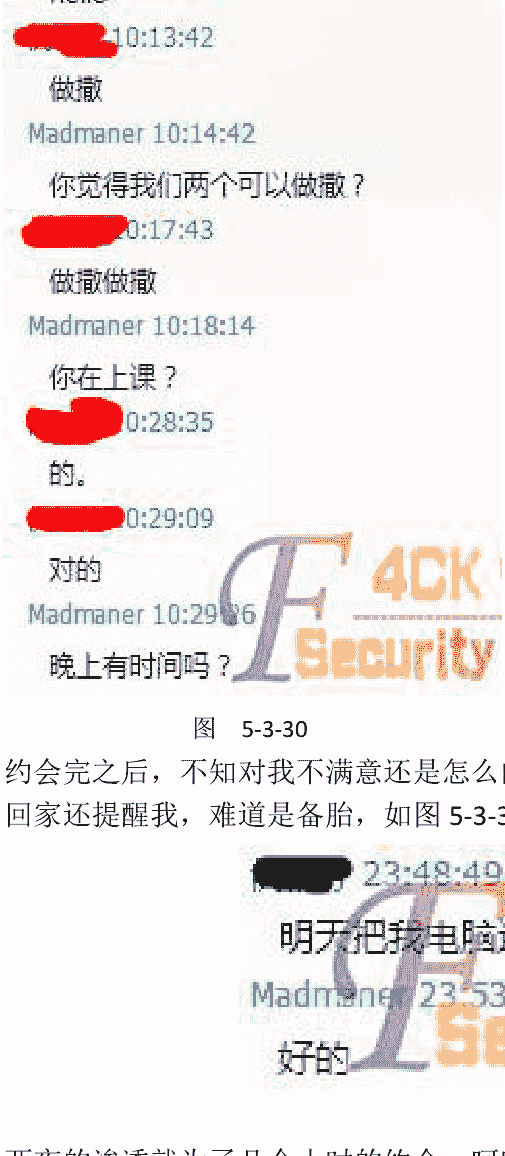 10:13:42
做撒
Madmaner 10:14:42
你觉得我们两个可以做撒？
0:17:43
做撒做撒
Madmaner 10:18:14
你在上课？
0:28:35
的。
0:29:09
对的
Madmaner 10:29:26
晚上有时间吗？
F4CK
Security
图 5-3-30
约会完之后，不知对我不满意还是怎么
回家还提醒我，难道是备胎，如图 5-3-3
23:48:49
明天把我电脑
Madmaner 23:53
好的